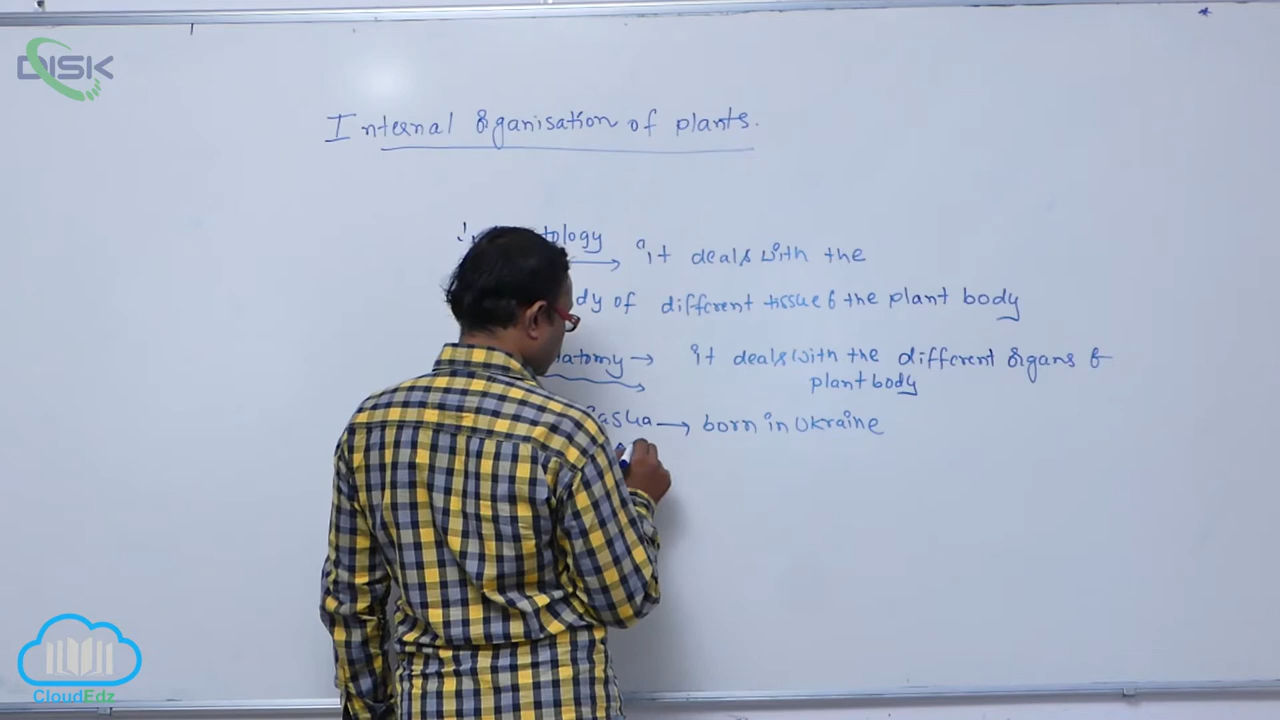 DISK
Internal organisation of plants.
tology → it deals with the
dy of different tissue of the plant body
atomy → it deals with the different organs of
plant body
→ born in Ukraine
CloudEdz